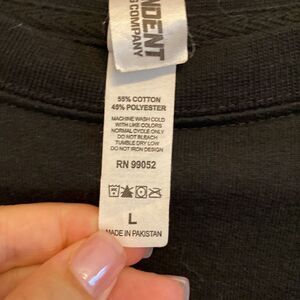 NDENT
COMPANY
55% COTTON
45% POLYESTER
MACHINE WASH COLD
WITH LIKE COLORS
NORMAL CYCLE ONLY
DO NOT BLEACH
TUMBLE DRY LOW
DO NOT IRON DESIGN
RN 99052
L
MADE IN PAKISTAN